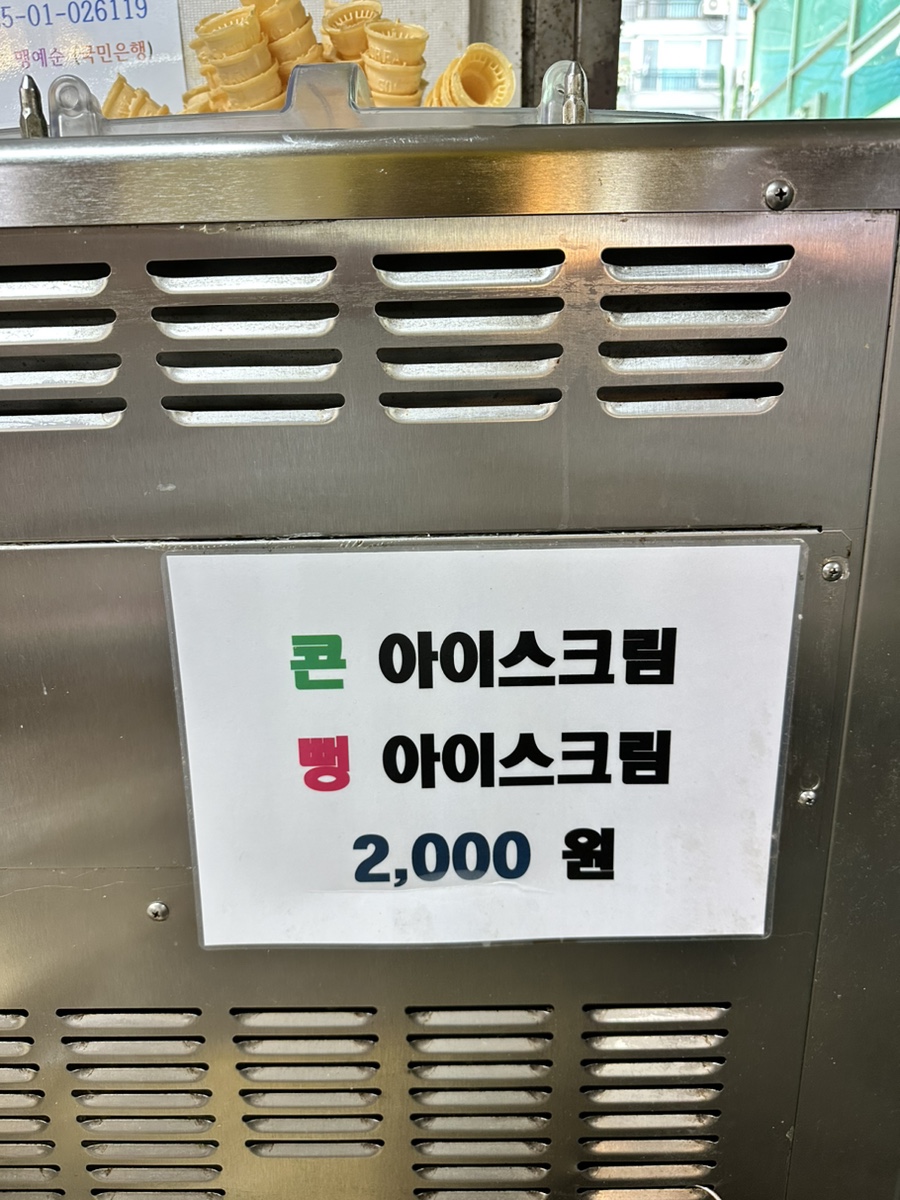 5-01-026119
맹예순 (국민은행)
콘 아이스크림
뻥 아이스크림
2,000 원